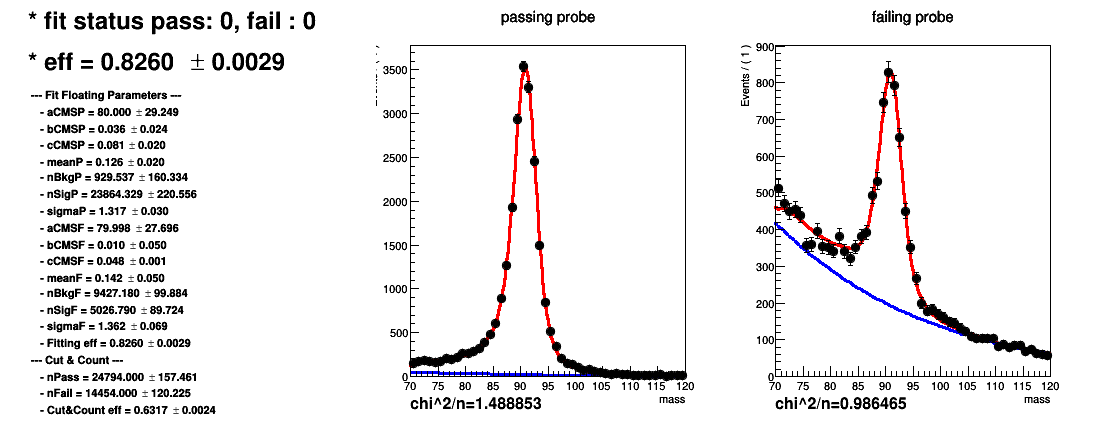 * fit status pass: 0, fail : 0
* eff = 0.8260 ± 0.0029
--- Fit Floating Parameters ---
- aCMSP = 80.000 ± 29.249
- bCMSP = 0.036 ± 0.024
- cCMSP = 0.081 ± 0.020
- meanP = 0.126 ± 0.020
- nBkgP = 929.537 ± 160.334
- nSigP = 23864.329 ± 220.556
- sigmaP = 1.317 ± 0.030
- aCMSF = 79.998 ± 27.696
- bCMSF = 0.010 ± 0.050
- cCMSF = 0.048 ± 0.001
- meanF = 0.142 ± 0.050
- nBkgF = 9427.180 ± 99.884
- nSigF = 5026.790 ± 89.724
- sigmaF = 1.362 ± 0.069
- Fitting eff = 0.8260 ± 0.0029
--- Cut & Count ---
- nPass = 24794.000 ± 157.461
- nFail = 14454.000 ± 120.225
- Cut&Count eff = 0.6317 ± 0.0024
passing probe
3500
3000
2500
2000
1500
1000
500
0
70 75 80 85 90 95 100 105 110 115 120
mass
chi^2/n=1.488853
failing probe
Events / ( 1 )
900
800
700
600
500
400
300
200
100
0
70 75 80 85 90 95 100 105 110 115 120
mass
chi^2/n=0.986465